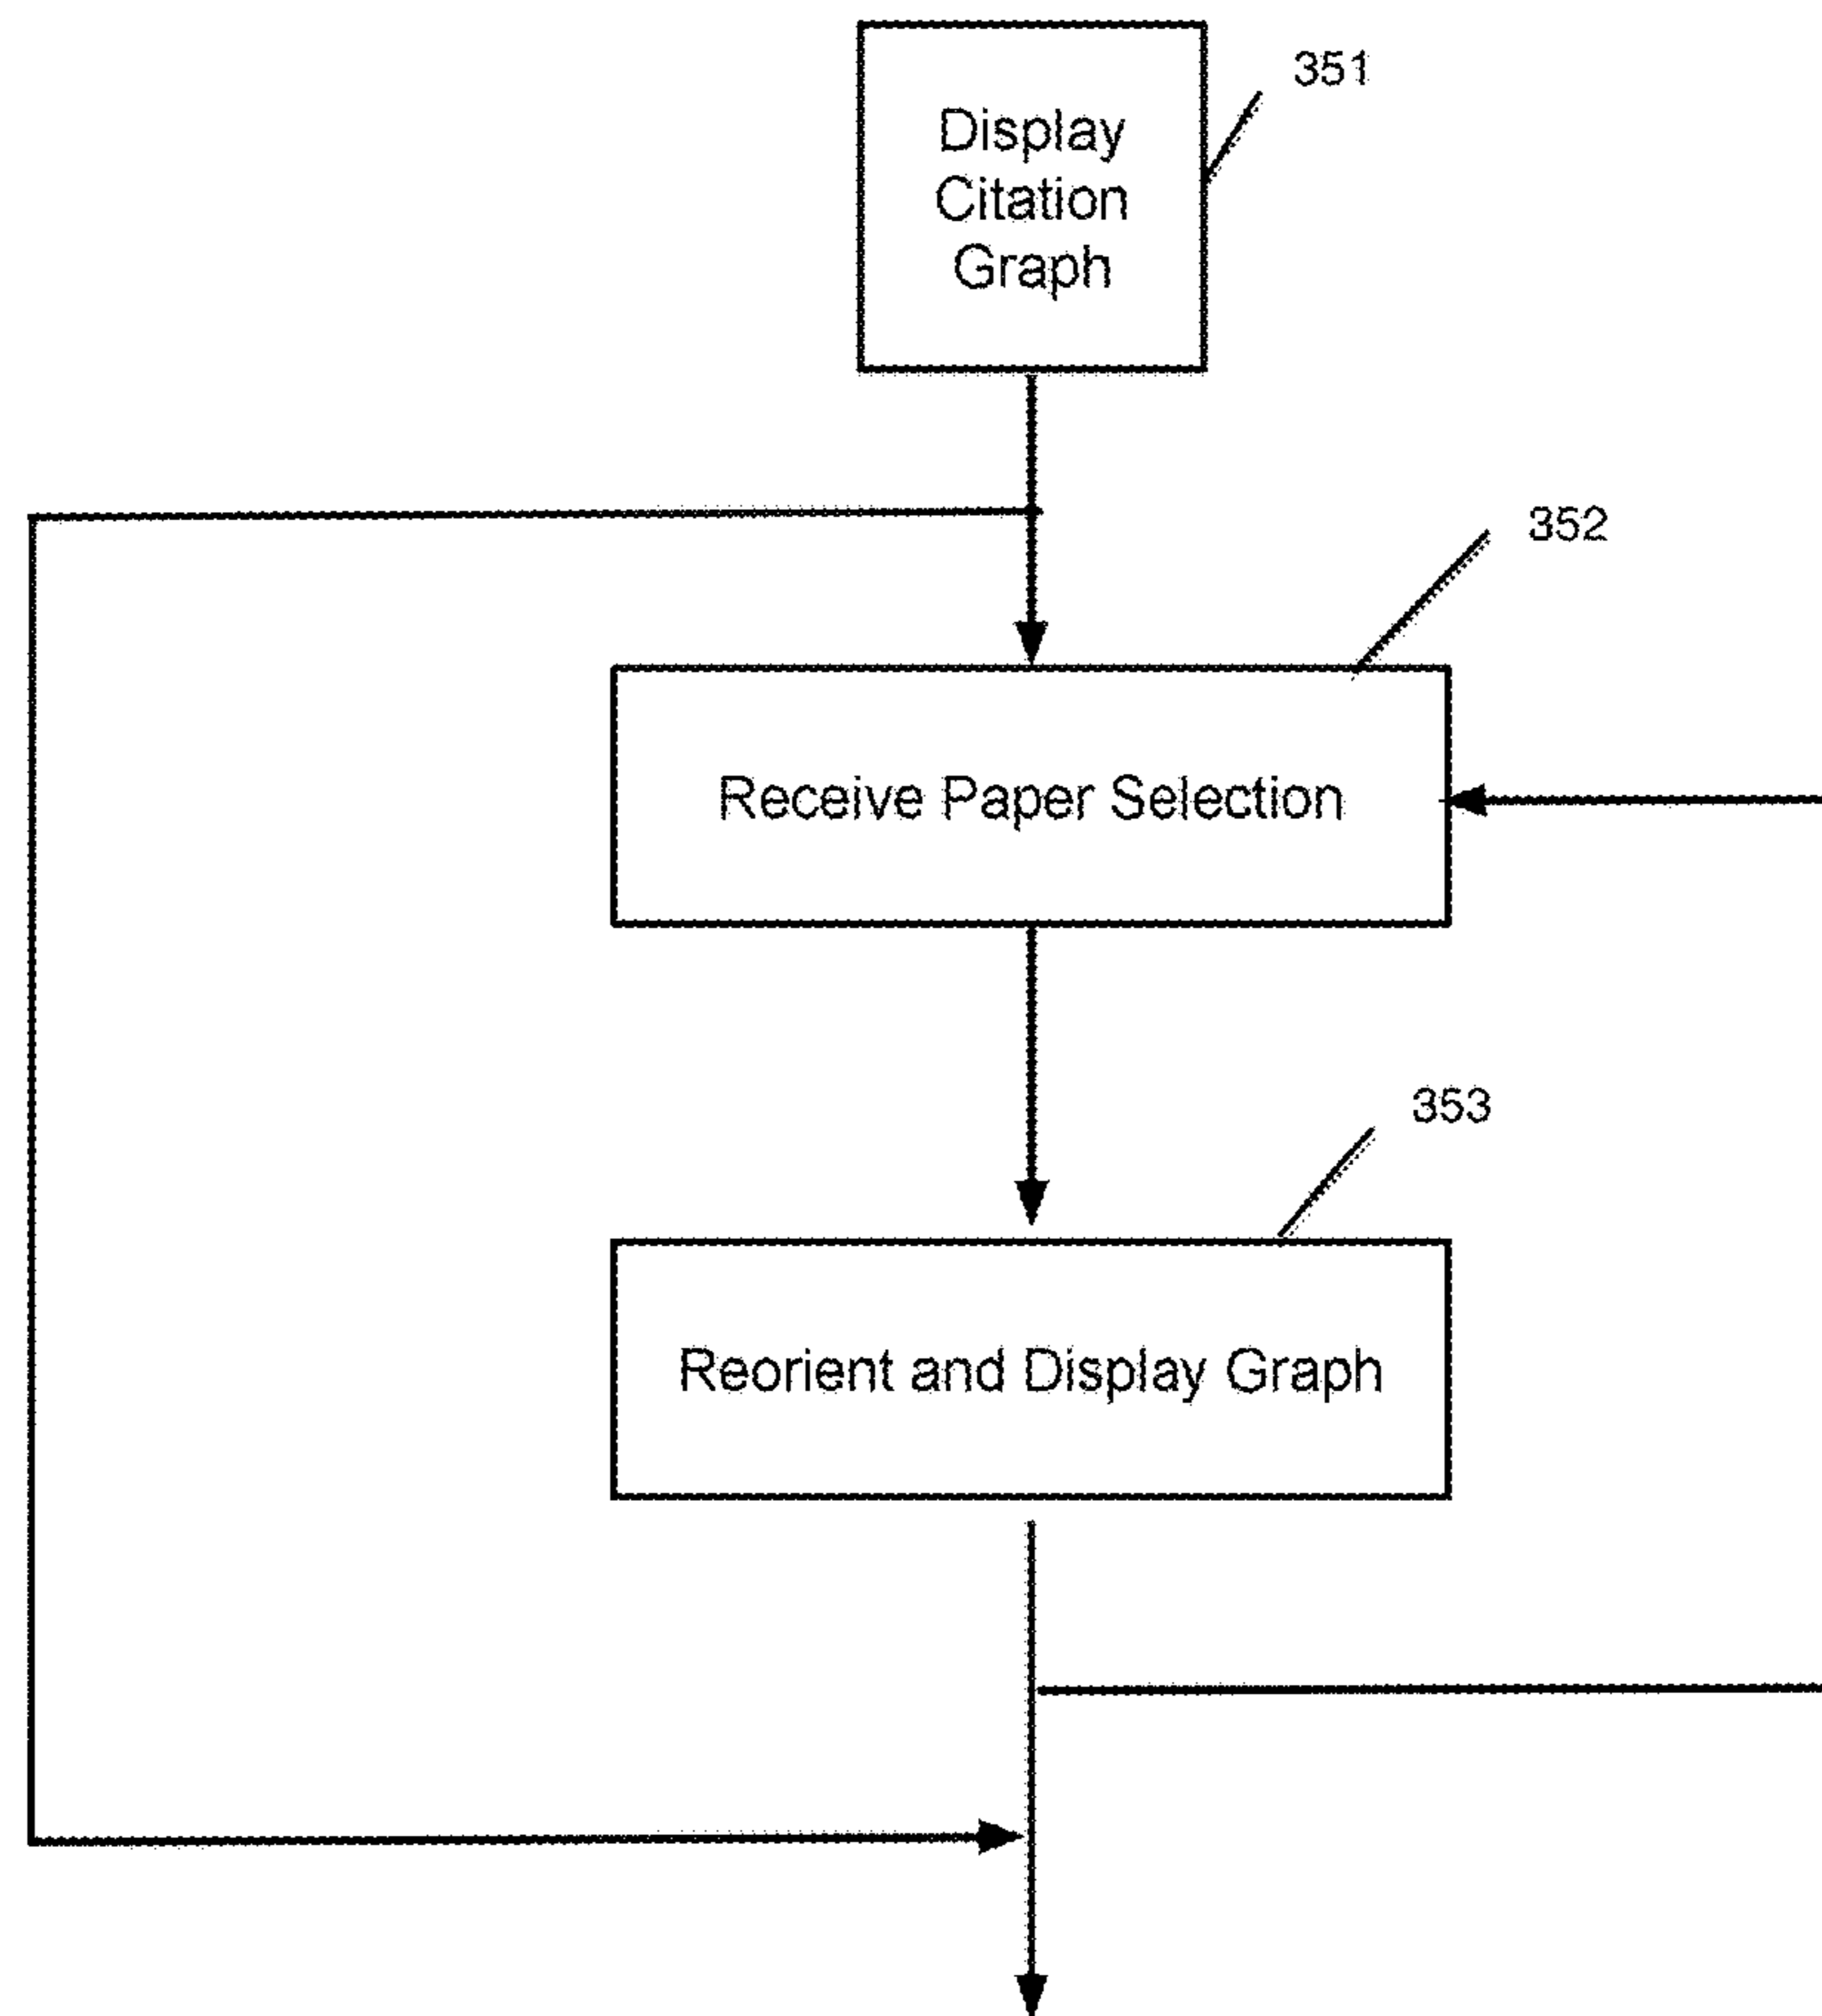 351
Display
Citation
Graph
352
Receive Paper Selection
353
Reorient and Display Graph